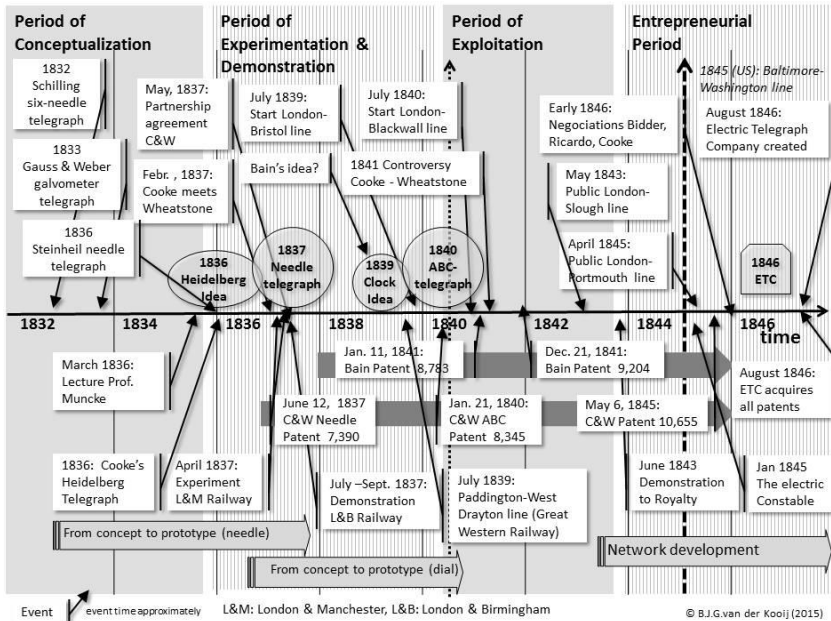 Period of
Conceptualization
Period of
Experimentation &
Demonstration
Period of
Exploitation
Entrepreneurial
Period
1832
Schilling
six-needle
telegraph
1833
Gauss & Weber
galvometer
telegraph
1836
Steinheil needle
telegraph
May, 1837:
Partnership
agreement
C&W
Febr. , 1837:
Cooke meets
Wheatstone
July 1839:
Start London-
Bristol line
Bain's idea?
July 1840:
Start London-
Blackwall line
1841 Controversy
Cooke - Wheatstone
Early 1846:
Negociations Bidder,
Ricardo, Cooke
May 1843:
Public London-
Slough line
April 1845:
Public London-
Portmouth line
1845 (US): Baltimore-
Washington line
August 1846:
Electric Telegraph
Company created
1836
Heidelberg
Idea
1837
Needle
telegraph
1839
Clock
Idea
1840
ABC-
telegraph
1846
ETC
1832
1834
1836
1838
1840
1842
1844
1846
time
March 1836:
Lecture Prof.
Muncke
Jan. 11, 1841:
Bain Patent 8,783
Dec. 21, 1841:
Bain Patent 9,204
August 1846:
ETC acquires
all patents
June 12, 1837
C&W Needle
Patent 7,390
Jan. 21, 1840:
C&W ABC
Patent 8,345
May 6, 1845:
C&W Patent 10,655
1836: Cooke's
Heidelberg
Telegraph
April 1837:
Experiment
L&M Railway
July –Sept. 1837:
Demonstration
L&B Railway
July 1839:
Paddington-West
Drayton line (Great
Western Railway)
June 1843
Demonstration
to Royalty
Jan 1845
The electric
Constable
From concept to prototype (needle)
From concept to prototype (dial)
Network development
Event
event time approximately
L&M: London & Manchester, L&B: London & Birmingham
© B.J.G.van der Kooij (2015)